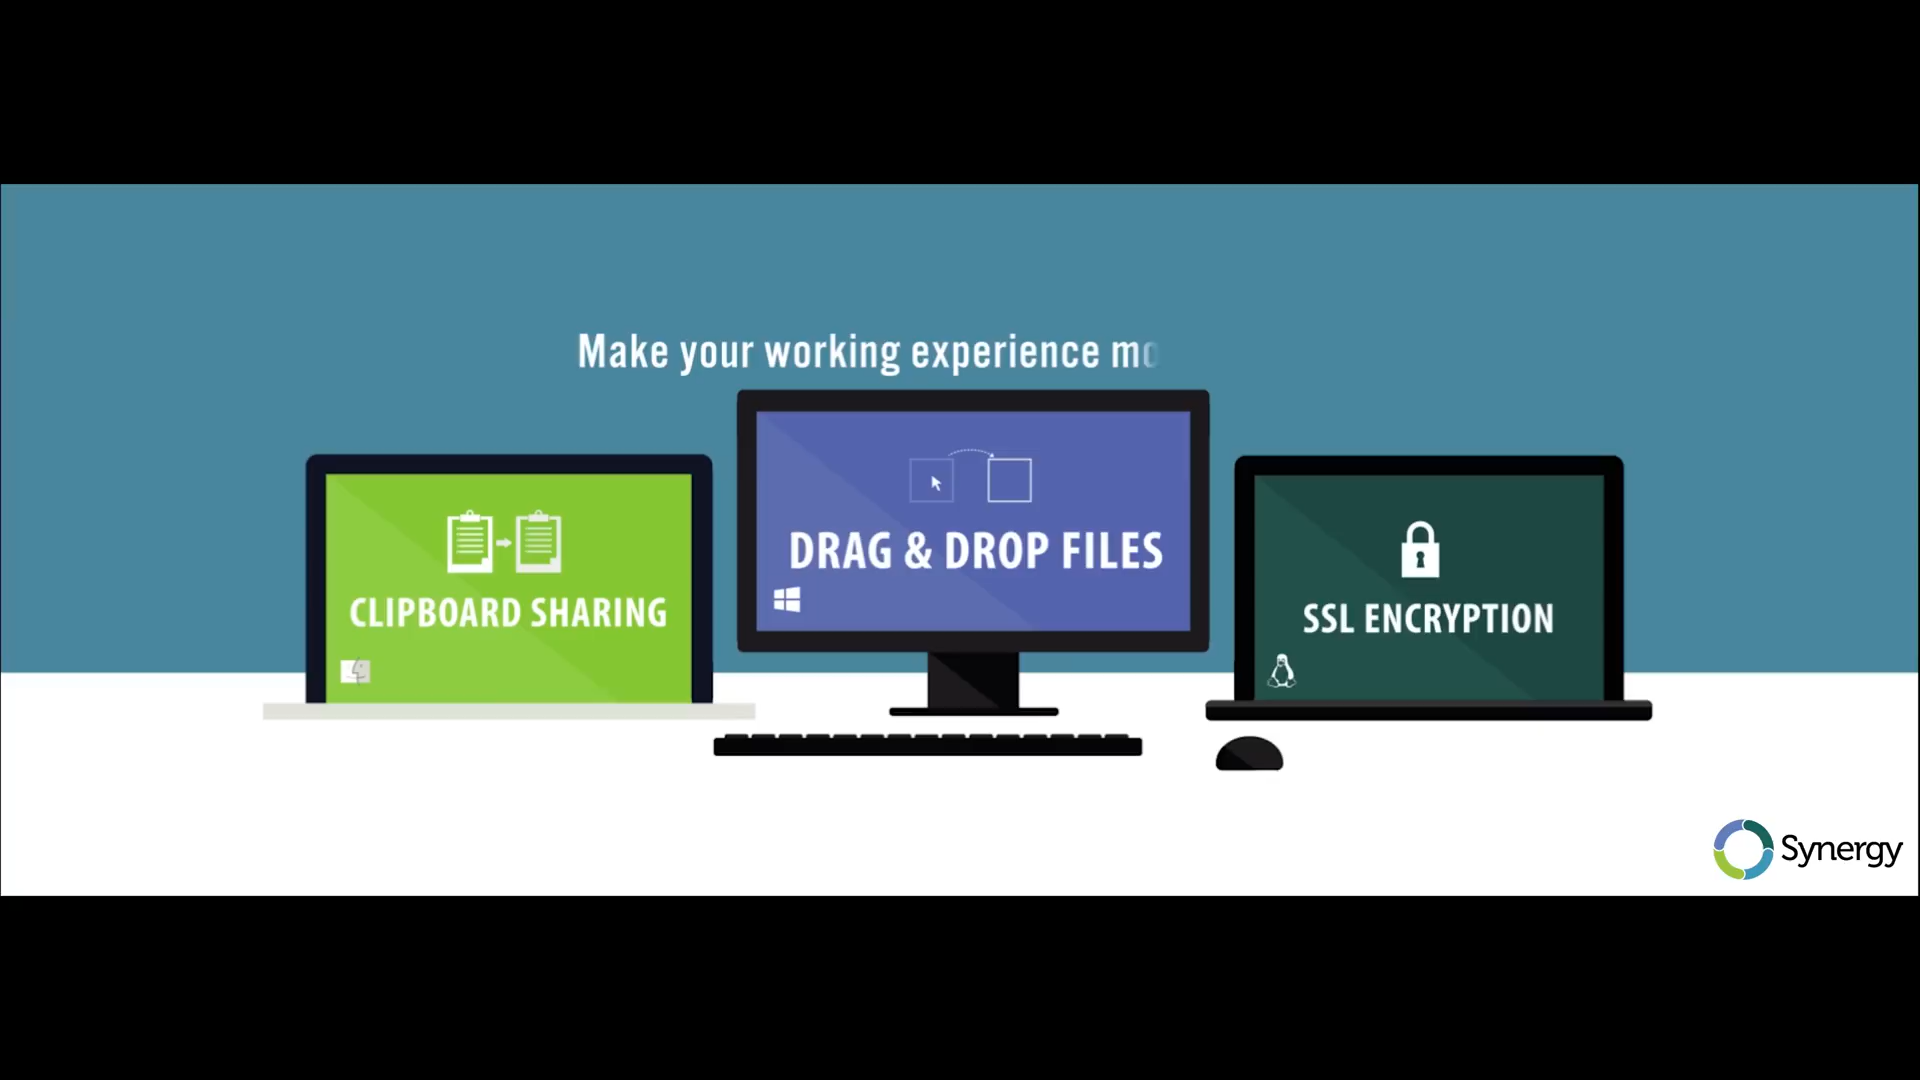 Make your working experience
CLIPBOARD SHARING
DRAG & DROP FILES
SSL ENCRYPTION
Synergy